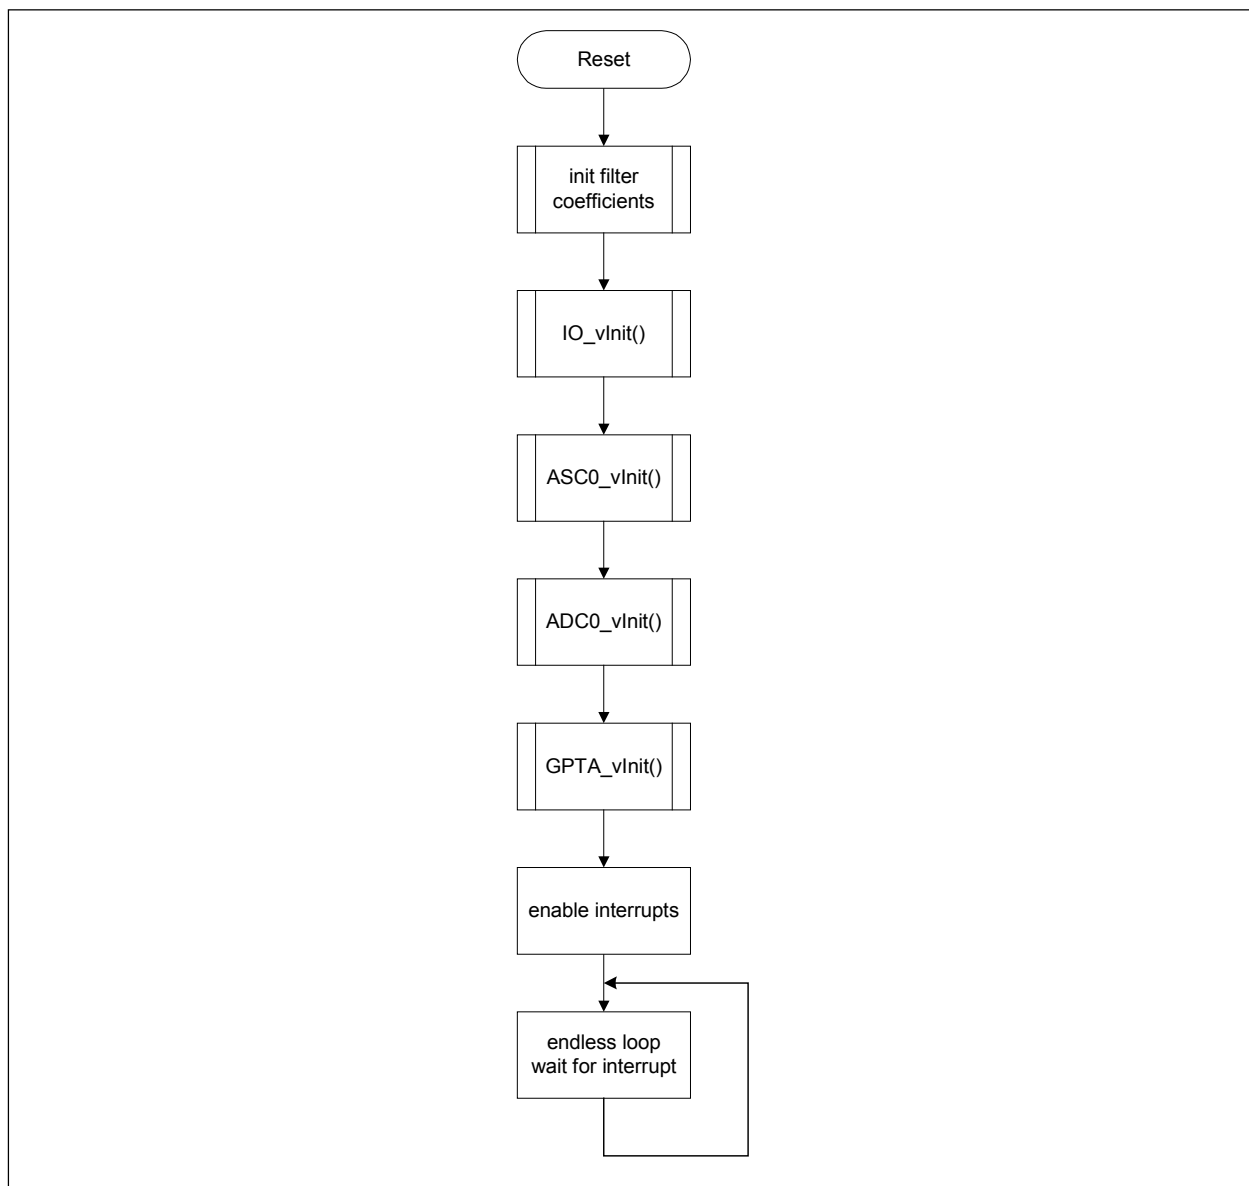 Reset
init filter
coefficients
IO_vInit()
ASC0_vInit()
ADC0_vInit()
GPTA_vInit()
enable interrupts
endless loop
wait for interrupt